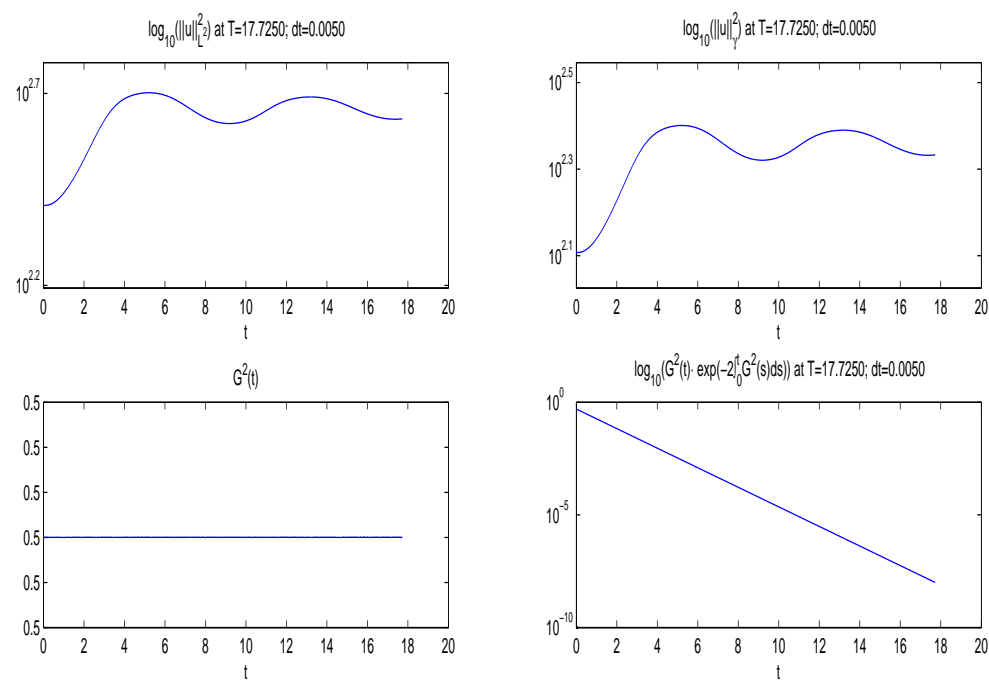 log₁₀(||u||²_L²) at T=17.7250; dt=0.0050
10^2.7
10^2.2
0 2 4 6 8 10 12 14 16 18 20
t
log₁₀(||u||²_γ) at T=17.7250; dt=0.0050
10^2.5
10^2.3
10^2.1
0 2 4 6 8 10 12 14 16 18 20
t
G²(t)
0.5
0.5
0.5
0.5
0.5
0.5
0 2 4 6 8 10 12 14 16 18 20
t
log₁₀(G²(t)· exp(−2∫₀ᵗG²(s)ds)) at T=17.7250; dt=0.0050
10^0
10^−5
10^−10
0 2 4 6 8 10 12 14 16 18 20
t